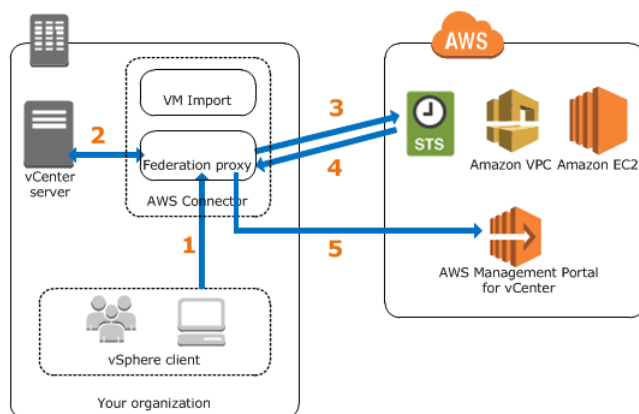 AWS
VM Import
2
vCenter
server
Federation proxy
AWS Connector
3
4
STS
Amazon VPC
Amazon EC2
1
5
AWS Management Portal
for vCenter
vSphere client
Your organization